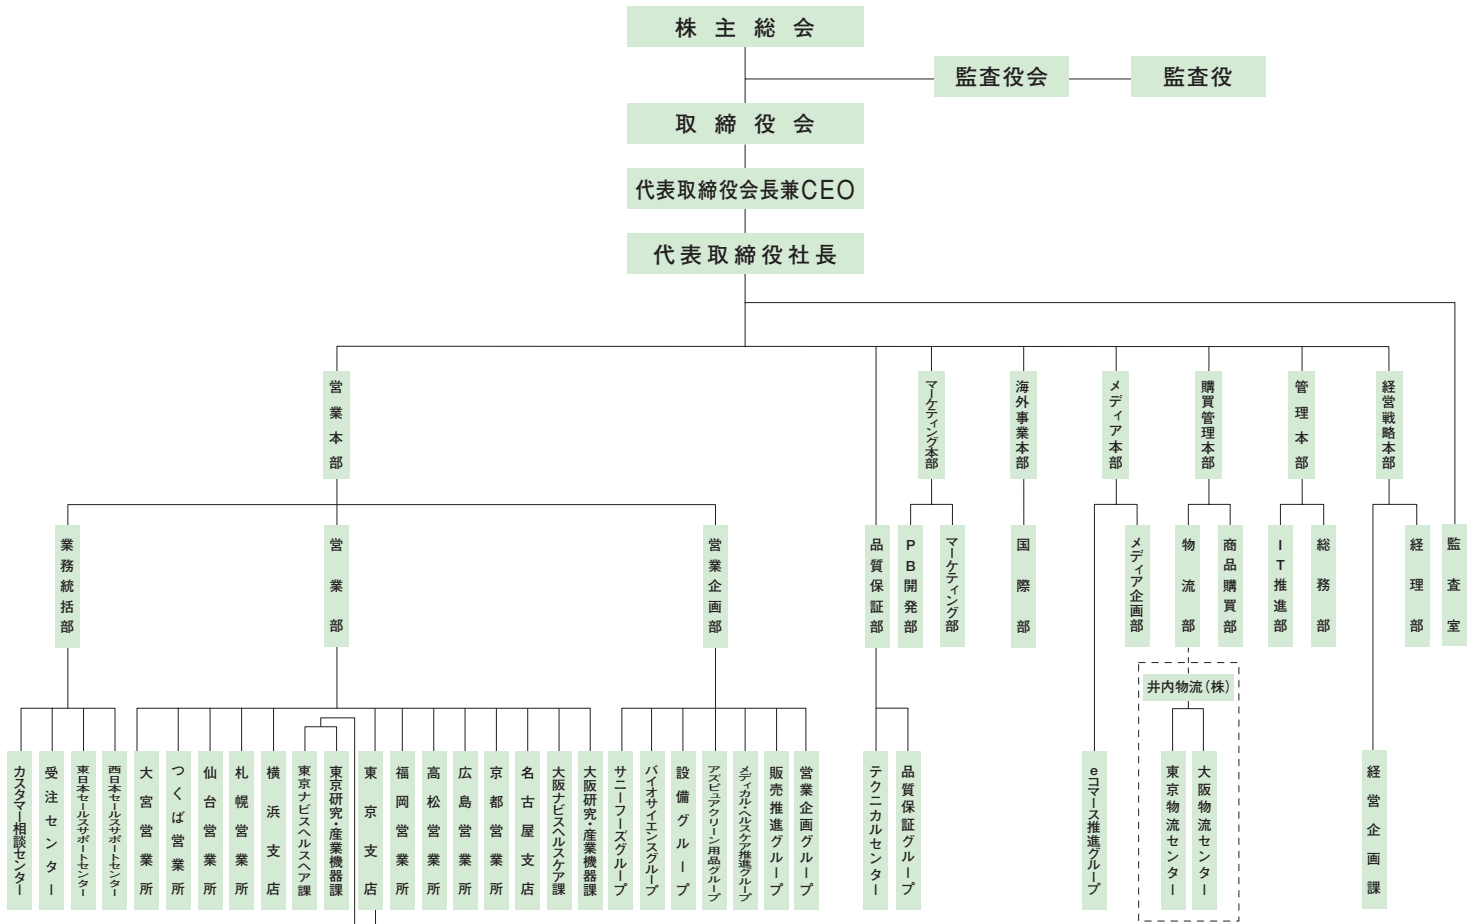 株主総会
監査役会
監査役
取締役会
代表取締役会長兼CEO
代表取締役社長
営業本部
マーケティング本部
海外事業本部
メディア本部
購買管理本部
管理本部
経営戦略本部
業務統括部
営業部
営業企画部
品質保証部
PB開発部
マーケティング部
国際部
メディア企画部
物流部
商品購買部
IT推進部
総務部
経理部
監査室
井内物流(株)
カスタマー相談センター
受注センター
東日本セールスサポートセンター
西日本セールスサポートセンター
大宮営業所
つくば営業所
仙台営業所
札幌営業所
横浜支店
東京ナビスヘルスヘア課
東京研究・産業機器課
東京支店
福岡営業所
高松営業所
広島営業所
京都営業所
名古屋支店
大阪ナビスヘルスケア課
大阪研究・産業機器課
サニーフーズグループ
バイオサイエンスグループ
設備グループ
アズピュアクリーン用品グループ
メディカル・ヘルスケア推進グループ
販売推進グループ
営業企画グループ
テクニカルセンター
品質保証グループ
eコマース推進グループ
東京物流センター
大阪物流センター
経営企画課